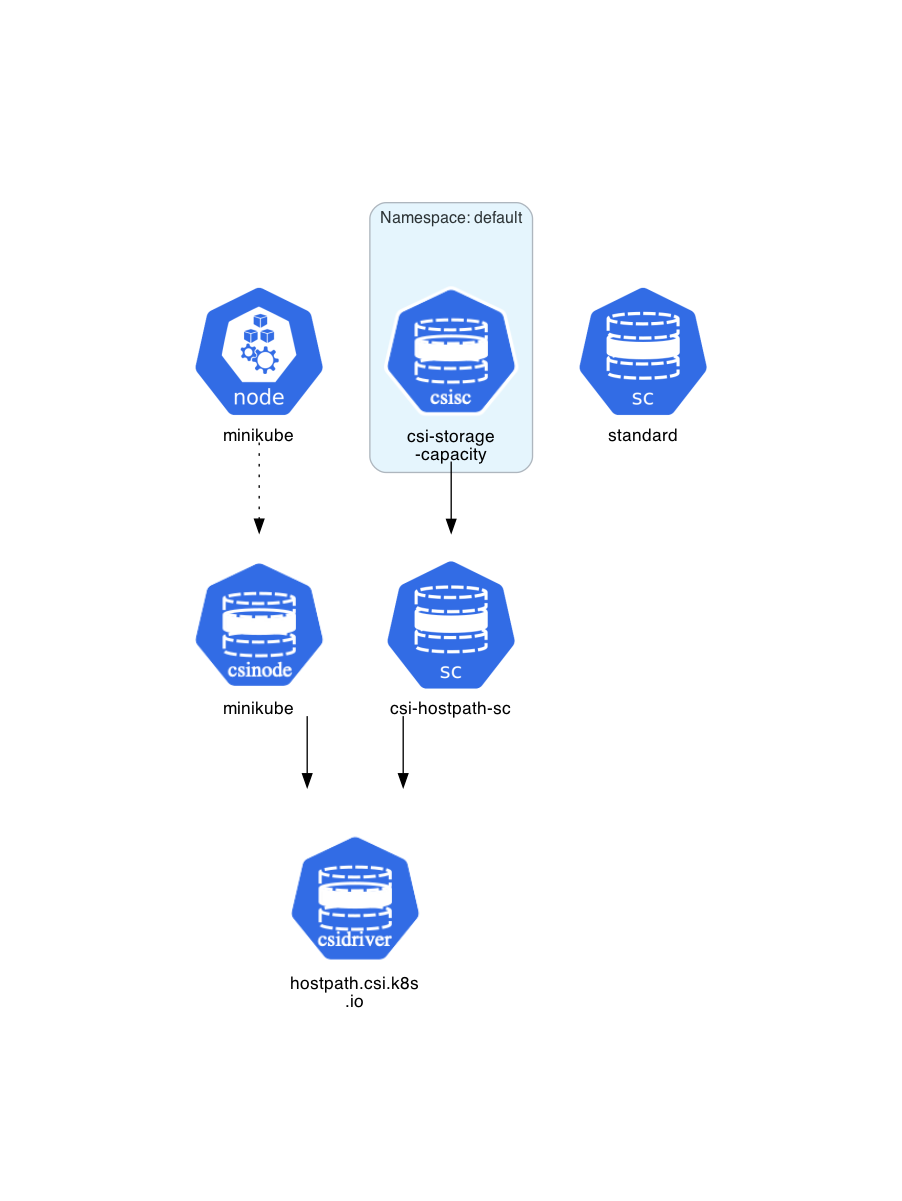 Namespace: default
node
minikube
csisc
csi-storage
-capacity
sc
standard
csinode
minikube
sc
csi-hostpath-sc
csidriver
hostpath.csi.k8s
.io